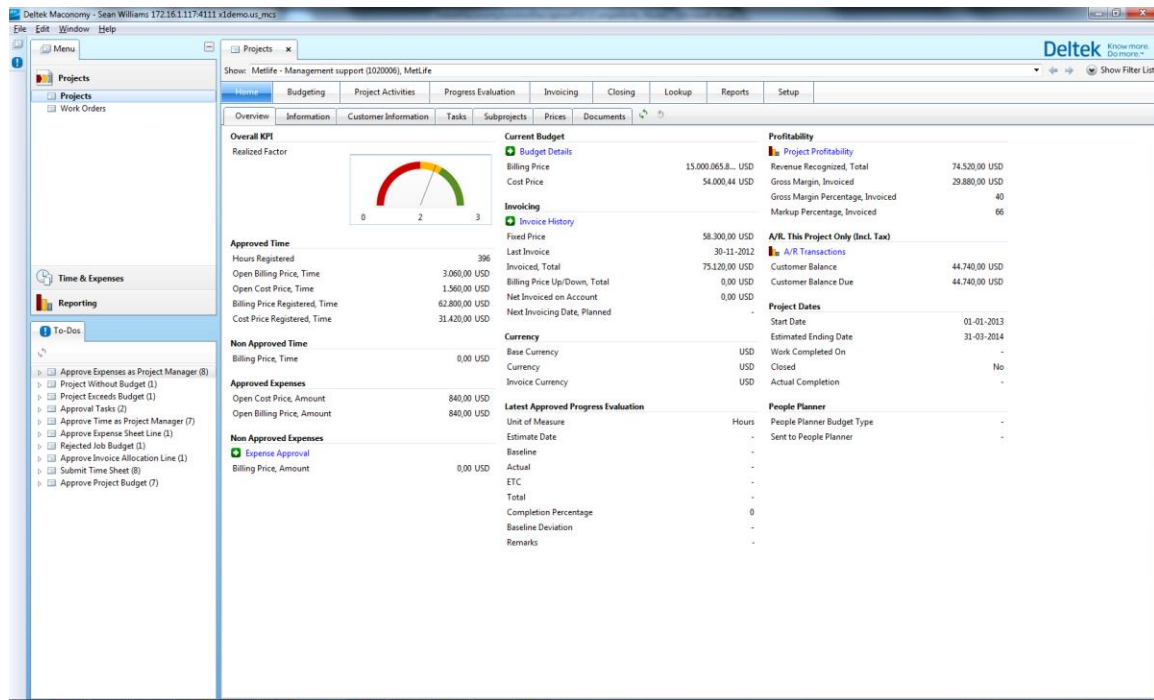 Deltek Maconomy - Sean Williams 172.16.1.117:4111 x1demo.us_mcs
File Edit Window Help
Menu
Projects
Projects
Work Orders
Time & Expenses
Reporting
To-Dos
Approve Expenses as Project Manager (8)
Project Without Budget (1)
Project Exceeds Budget (1)
Approval Tasks (2)
Approve Time as Project Manager (7)
Approve Expense Sheet Line (1)
Rejected Job Budget (1)
Approve Invoice Allocation Line (1)
Submit Time Sheet (8)
Approve Project Budget (7)
Projects
Deltek Know more. Do more.™
Show: Metlife - Management support (1020006), MetLife
Show Filter List
Home Budgeting Project Activities Progress Evaluation Invoicing Closing Lookup Reports Setup
Overview Information Customer Information Tasks Subprojects Prices Documents
Overall KPI
Realized Factor
0 2 3
Approved Time
Hours Registered 396
Open Billing Price, Time 3.060,00 USD
Open Cost Price, Time 1.560,00 USD
Billing Price Registered, Time 62.800,00 USD
Cost Price Registered, Time 31.420,00 USD
Non Approved Time
Billing Price, Time 0,00 USD
Approved Expenses
Open Cost Price, Amount 840,00 USD
Open Billing Price, Amount 840,00 USD
Non Approved Expenses
Expense Approval
Billing Price, Amount 0,00 USD
Current Budget
Budget Details
Billing Price 15.000.065.8... USD
Cost Price 54.000,44 USD
Invoicing
Invoice History
Fixed Price 58.300,00 USD
Last Invoice 30-11-2012
Invoiced, Total 75.120,00 USD
Billing Price Up/Down, Total 0,00 USD
Net Invoiced on Account 0,00 USD
Next Invoicing Date, Planned -
Currency
Base Currency USD
Currency USD
Invoice Currency USD
Latest Approved Progress Evaluation
Unit of Measure Hours
Estimate Date -
Baseline -
Actual -
ETC -
Total -
Completion Percentage 0
Baseline Deviation -
Remarks -
Profitability
Project Profitability
Revenue Recognized, Total 74.520,00 USD
Gross Margin, Invoiced 29.880,00 USD
Gross Margin Percentage, Invoiced 40
Markup Percentage, Invoiced 66
A/R. This Project Only (Incl. Tax)
A/R Transactions
Customer Balance 44.740,00 USD
Customer Balance Due 44.740,00 USD
Project Dates
Start Date 01-01-2013
Estimated Ending Date 31-03-2014
Work Completed On -
Closed No
Actual Completion -
People Planner
People Planner Budget Type -
Sent to People Planner -